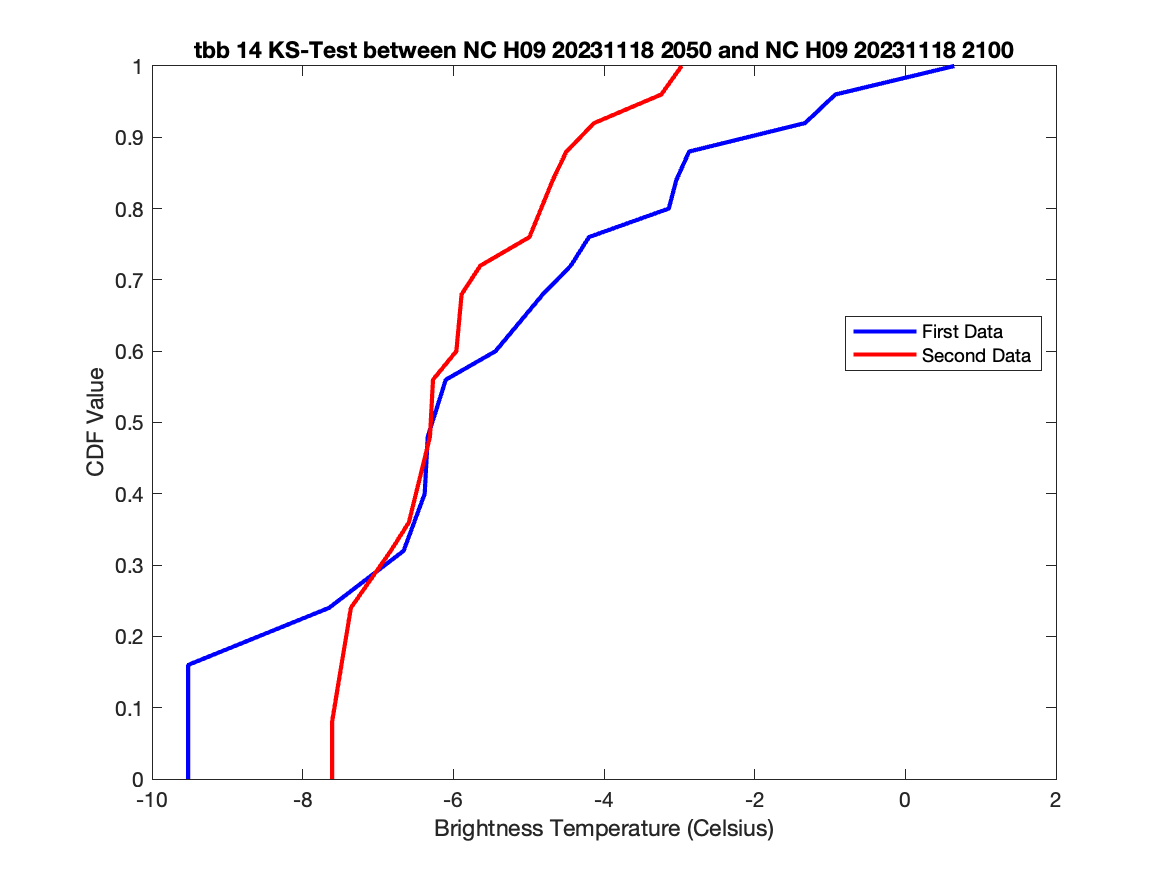 tbb 14 KS-Test between NC H09 20231118 2050 and NC H09 20231118 2100
1
0.9
0.8
0.7
0.6
0.5
0.4
0.3
0.2
0.1
0
CDF Value
First Data
Second Data
-10 -8 -6 -4 -2 0 2
Brightness Temperature (Celsius)